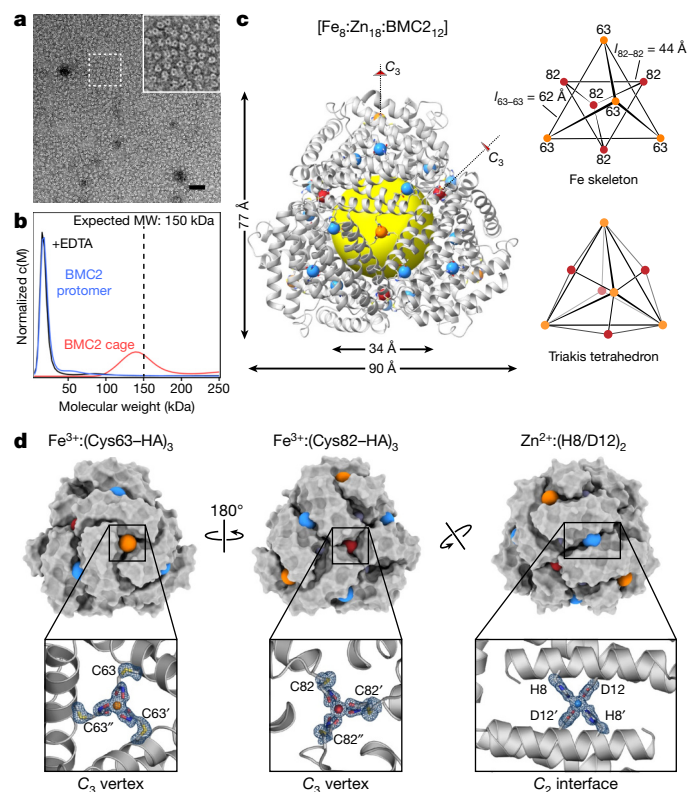 a
b
Expected MW: 150 kDa
+EDTA
BMC2
protomer
BMC2 cage
Normalized c(M)
0 50 100 150 200 250
Molecular weight (kDa)
c
[Fe₈:Zn₁₈:BMC2₁₂]
C₃
C₃
77 Å
34 Å
90 Å
63
l₈₂–₈₂ = 44 Å
82
82
l₆₃–₆₃ = 62 Å
82
63
63
82
63
Fe skeleton
Triakis tetrahedron
d
Fe³⁺:(Cys63–HA)₃
Fe³⁺:(Cys82–HA)₃
Zn²⁺:(H8/D12)₂
180°
C63
C63″
C63′
C₃ vertex
C82
C82′
C82″
C₃ vertex
H8
D12
D12′
H8′
C₂ interface